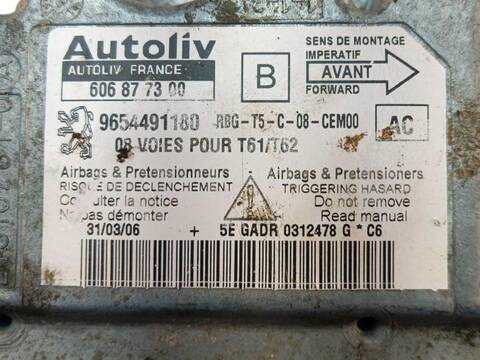 Autoliv
AUTOLIV FRANCE
606 87 73 00
B
SENS DE MONTAGE
IMPERATIF
AVANT
FORWARD
9654491180 RBG-T5-C-08-CEM00
AC
08 VOIES POUR T61/T62
Airbags & Pretensionneurs
RISQUE DE DECLENCHEMENT
Consulter la notice
Ne pas démonter
Airbags & Pretensioners
TRIGGERING HASARD
Do not remove
Read manual
31/03/06 + 5E GADR 0312478 G * C6